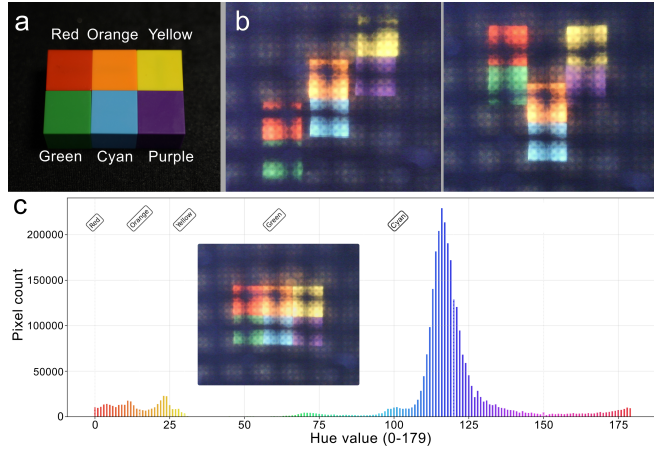 a
Red Orange Yellow
Green Cyan Purple
b
c
Red Orange Yellow Green Cyan
Pixel count
200000
150000
100000
50000
0
0 25 50 75 100 125 150 175
Hue value (0-179)